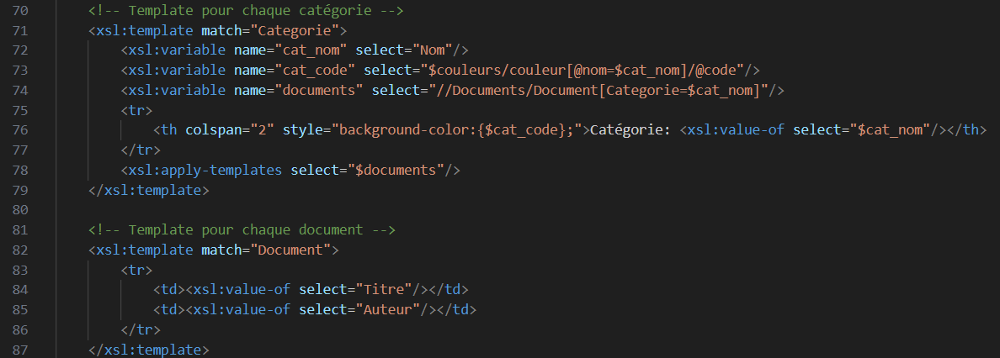 70 <!-- Template pour chaque catégorie -->
71 <xsl:template match="Categorie">
72 <xsl:variable name="cat_nom" select="Nom"/>
73 <xsl:variable name="cat_code" select="$couleurs/couleur[@nom=$cat_nom]/@code"/>
74 <xsl:variable name="documents" select="//Documents/Document[Categorie=$cat_nom]"/>
75 <tr>
76 <th colspan="2" style="background-color:{$cat_code};">Catégorie: <xsl:value-of select="$cat_nom"/></th>
77 </tr>
78 <xsl:apply-templates select="$documents"/>
79 </xsl:template>
80
81 <!-- Template pour chaque document -->
82 <xsl:template match="Document">
83 <tr>
84 <td><xsl:value-of select="Titre"/></td>
85 <td><xsl:value-of select="Auteur"/></td>
86 </tr>
87 </xsl:template>